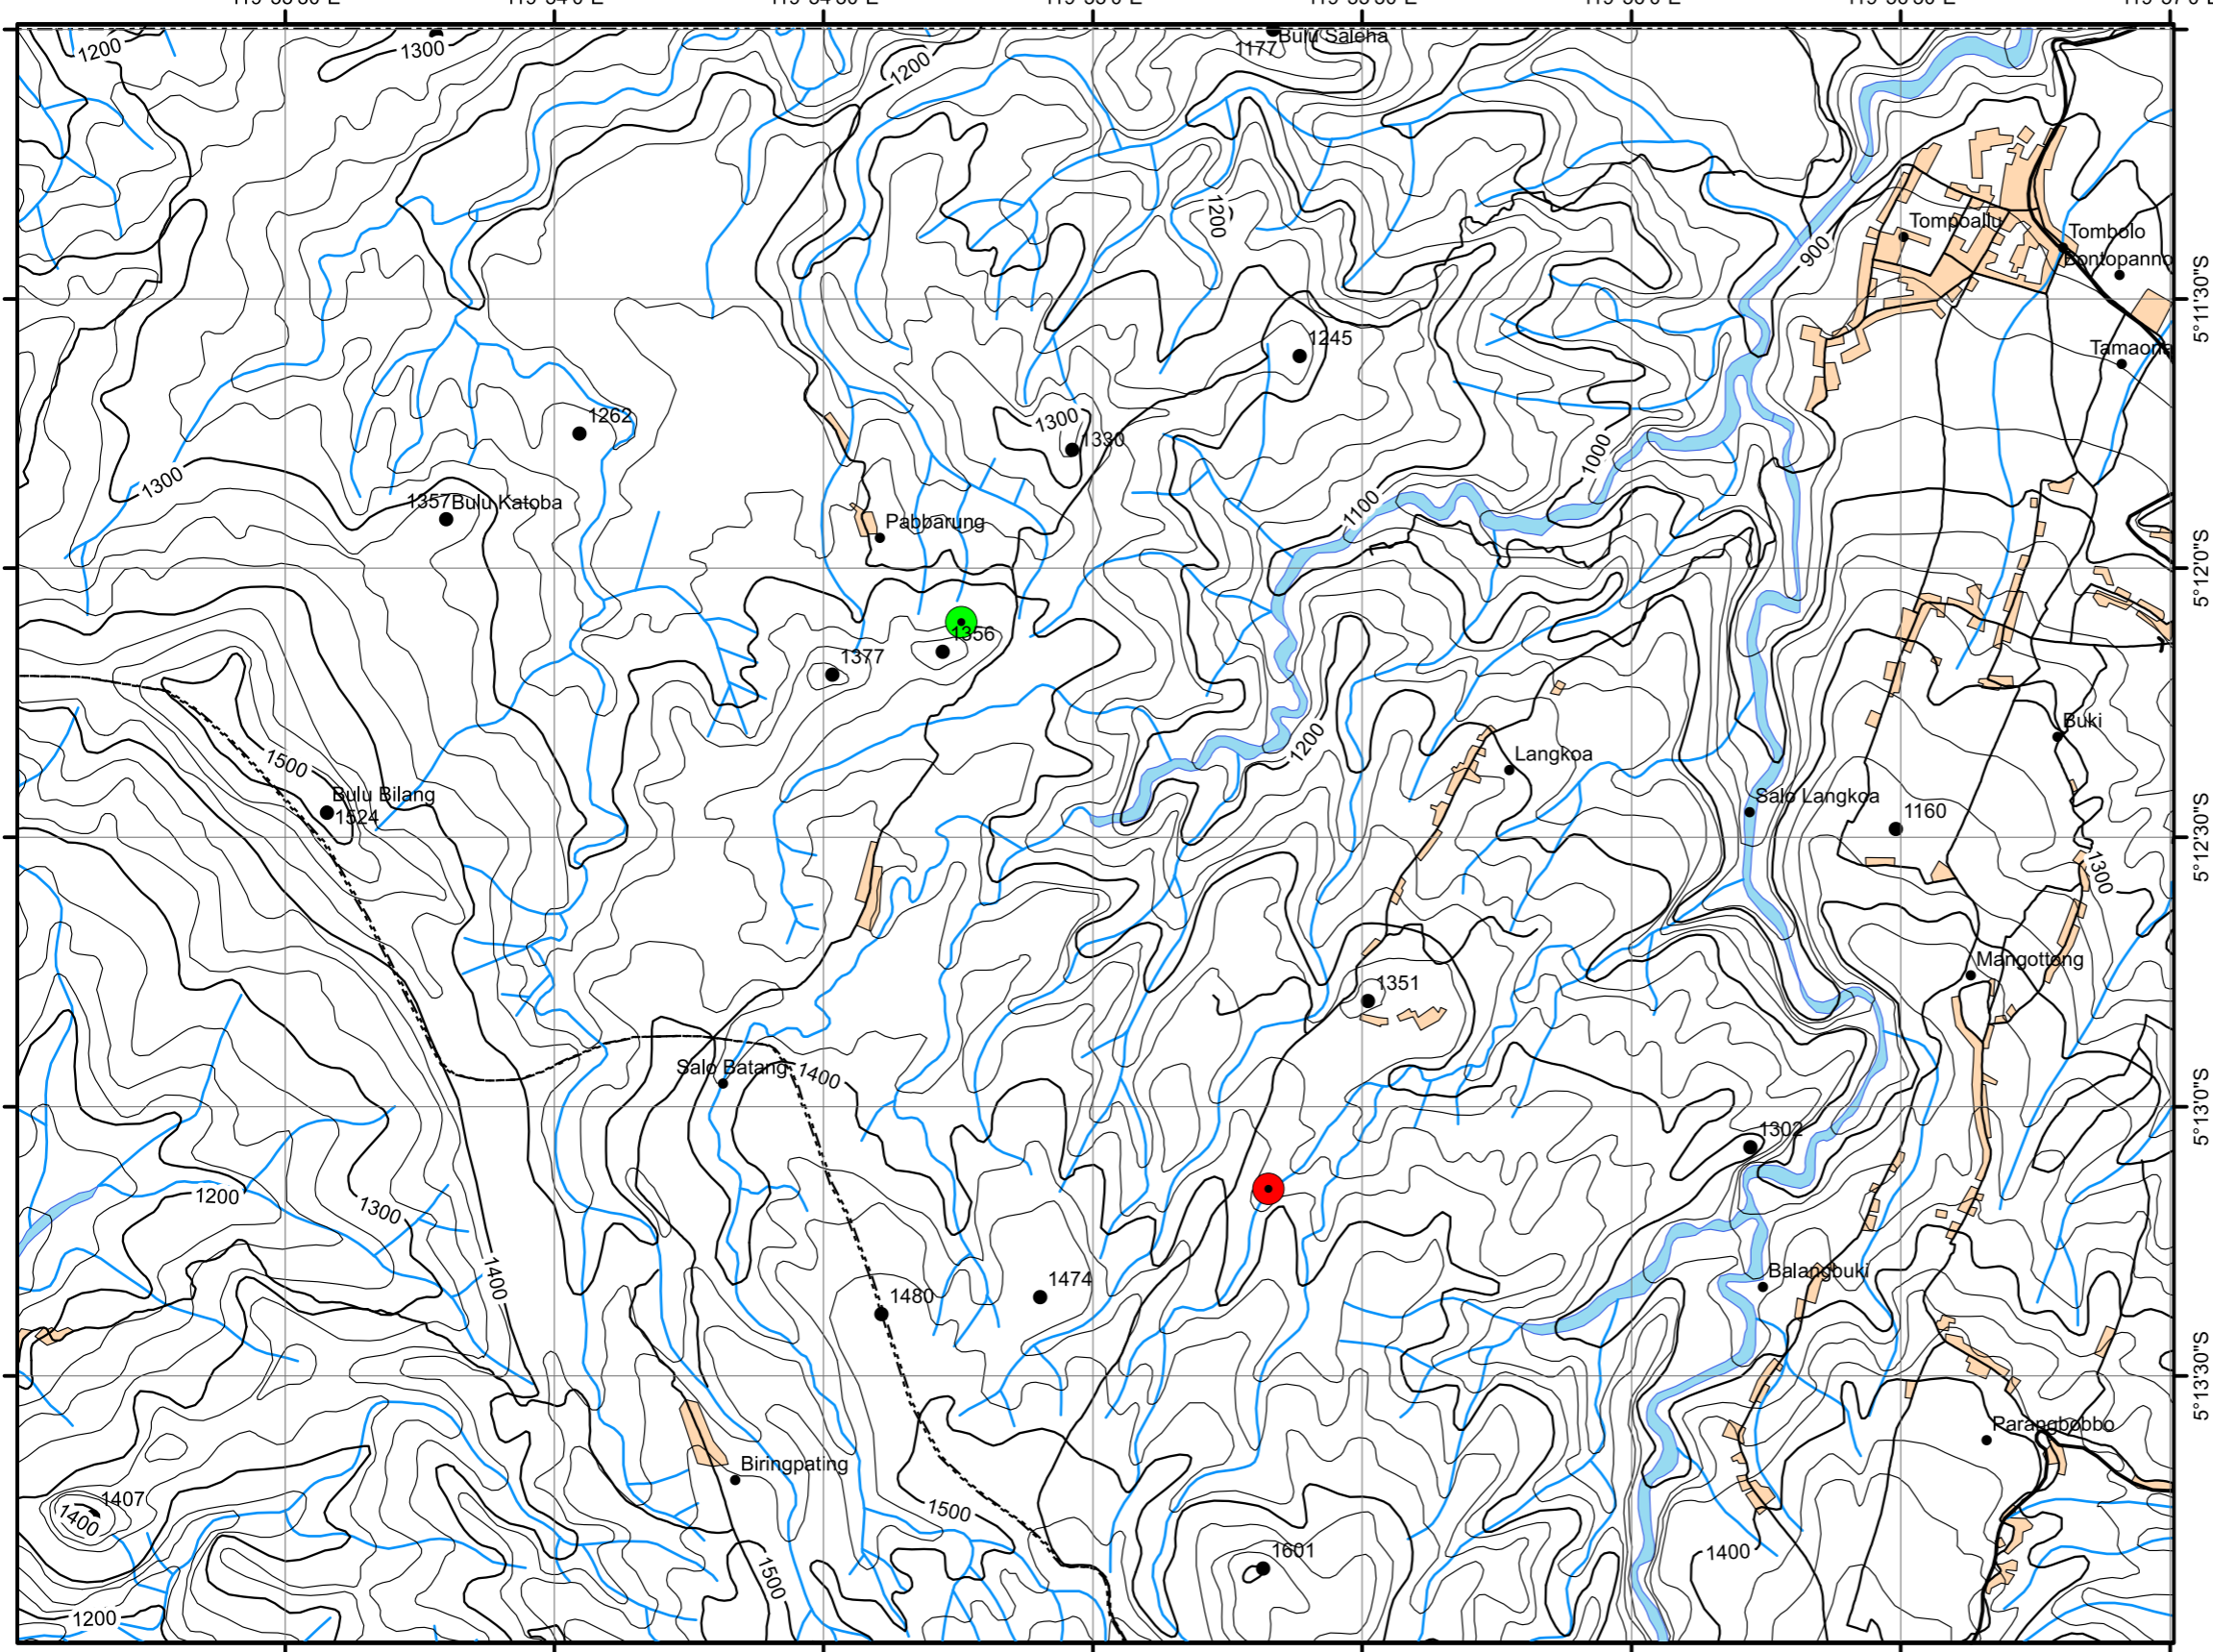 1200
1300
1200
1177
Bulu Saleha
1200
900
Tompoallu
Tombolo
Bontopanno
5°11'30"S
1245
Tamaona
1262
1300
1330
1000
1300
1357
Bulu Katoba
1100
Pabbarung
5°12'0"S
1356
1377
1200
Buki
1500
Langkoa
Bulu Bilang
1524
Salo Langkoa
1160
5°12'30"S
1300
Mangottong
1351
Salo Batang
1400
5°13'0"S
1302
1200
1300
1400
1474
1480
Balangbuki
5°13'30"S
Parangbobbo
Biringpating
1407
1400
1500
1601
1400
1500
1200